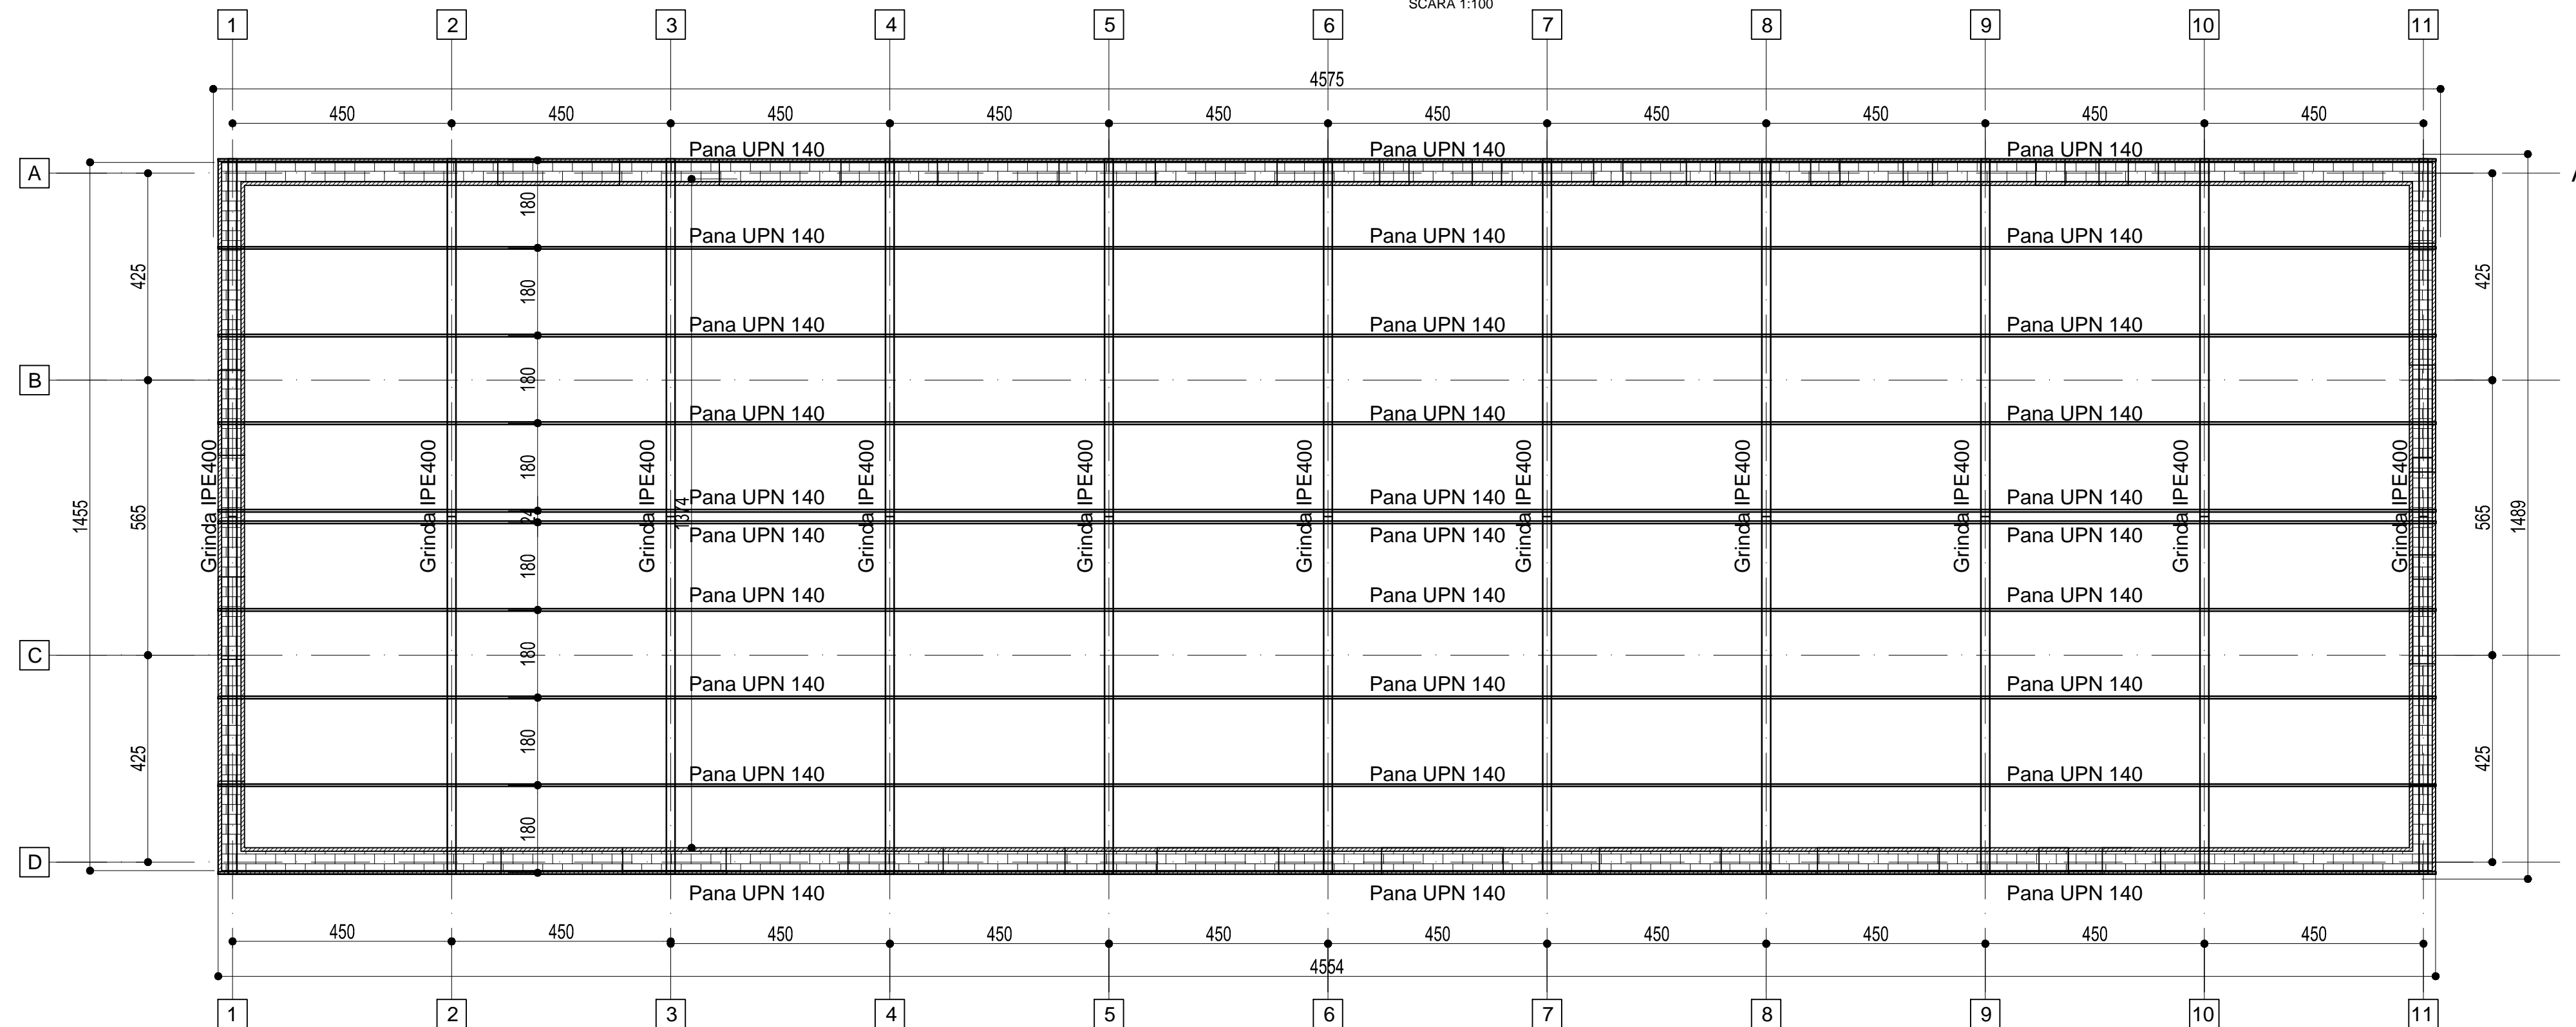 SCARA 1:100
1 2 3 4 5 6 7 8 9 10 11
4575
450 450 450 450 450 450 450 450 450 450
Pana UPN 140 Pana UPN 140 Pana UPN 140
A
180
Pana UPN 140 Pana UPN 140 Pana UPN 140
425 180 425
Pana UPN 140 Pana UPN 140 Pana UPN 140
B 180
Pana UPN 140 Pana UPN 140 Pana UPN 140
180
Pana UPN 140 Pana UPN 140 Pana UPN 140
Grinda IPE400 Grinda IPE400 Grinda IPE400 Grinda IPE400 Grinda IPE400 Grinda IPE400 Grinda IPE400 Grinda IPE400 Grinda IPE400 Grinda IPE400 Grinda IPE400
1455 565 24 1374 565 1489
Pana UPN 140 Pana UPN 140 Pana UPN 140
180
Pana UPN 140 Pana UPN 140 Pana UPN 140
C 180
Pana UPN 140 Pana UPN 140 Pana UPN 140
425 180 425
Pana UPN 140 Pana UPN 140 Pana UPN 140
180
D
Pana UPN 140 Pana UPN 140 Pana UPN 140
450 450 450 450 450 450 450 450 450 450
4554
1 2 3 4 5 6 7 8 9 10 11